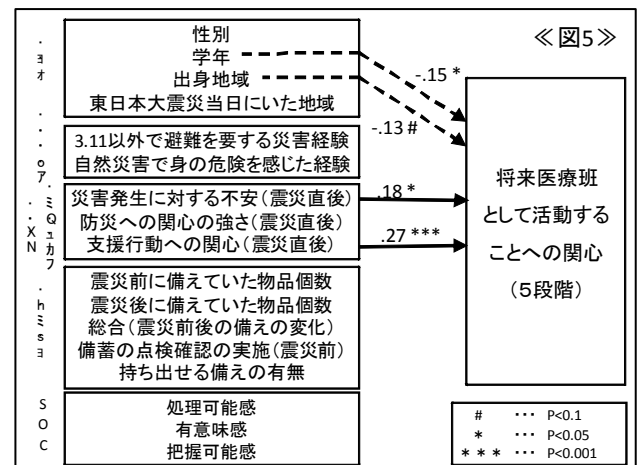 ≪図5≫
性別
学年
出身地域
東日本大震災当日にいた地域
3.11以外で避難を要する災害経験
自然災害で身の危険を感じた経験
災害発生に対する不安（震災直後）
防災への関心の強さ（震災直後）
支援行動への関心（震災直後）
震災前に備えていた物品個数
震災後に備えていた物品個数
総合（震災前後の備えの変化）
備蓄の点検確認の実施（震災前）
持ち出せる備えの有無
SOC
処理可能感
有意味感
把握可能感
-.15 *
-.13 #
.18 *
.27 ***
将来医療班
として活動する
ことへの関心
（５段階）
# ･･･ P<0.1
* ･･･ P<0.05
* * * ･･･ P<0.001